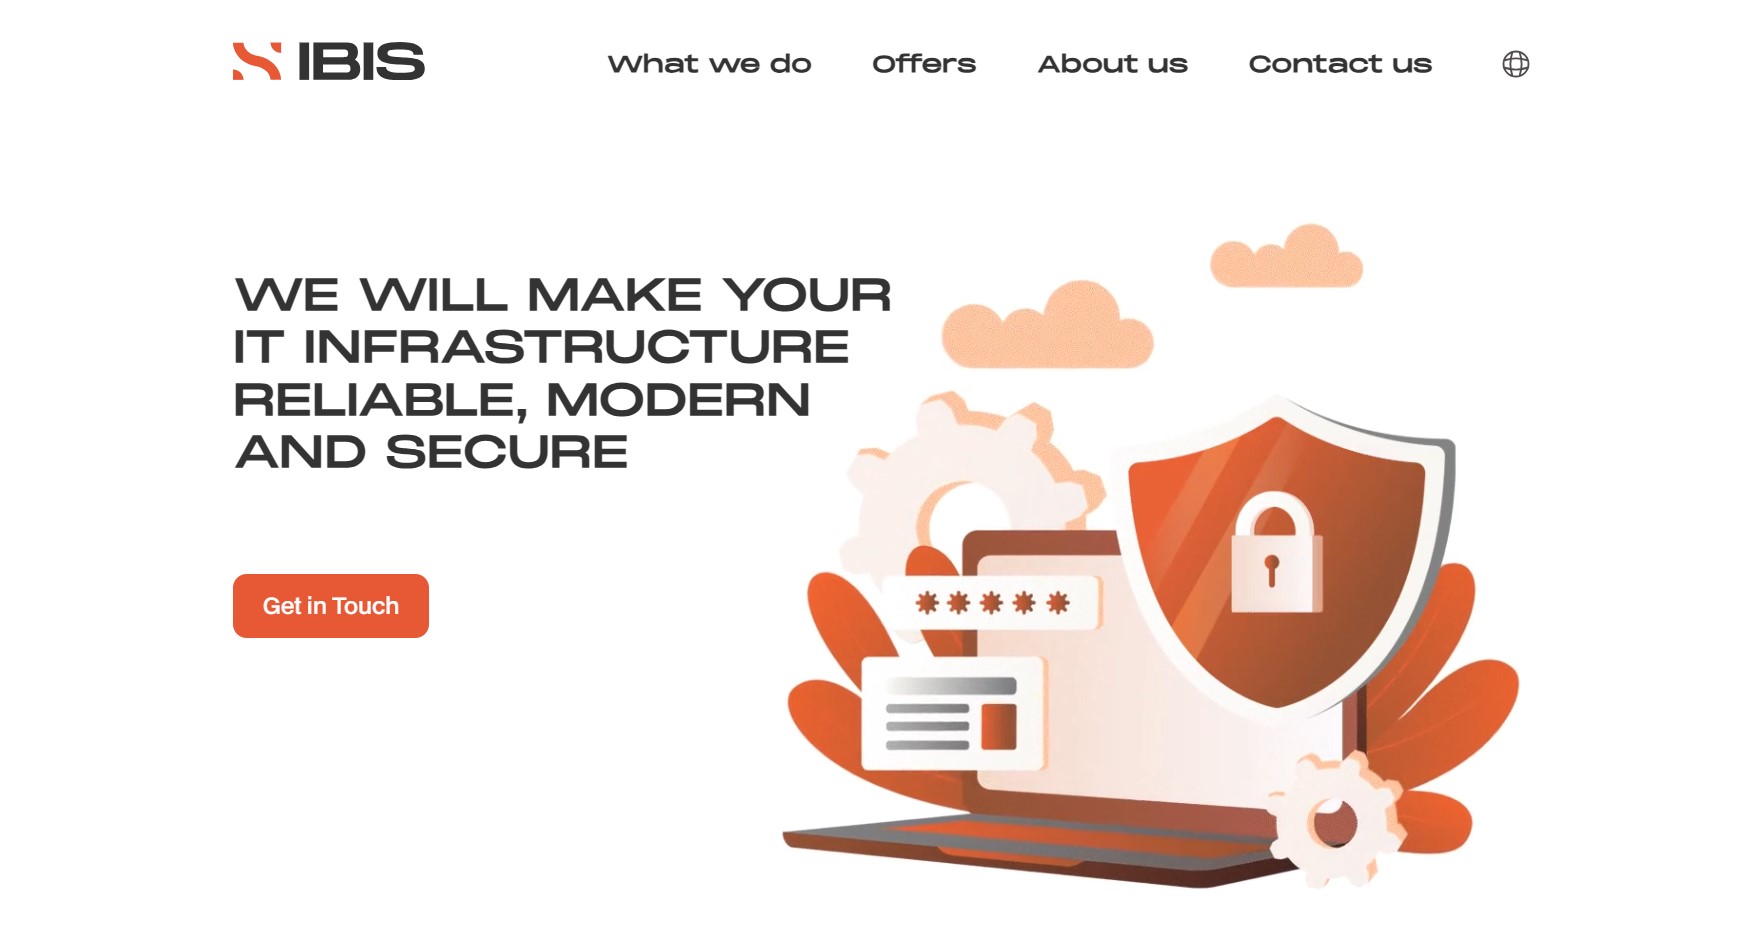 IBIS
What we do
Offers
About us
Contact us
WE WILL MAKE YOUR
IT INFRASTRUCTURE
RELIABLE, MODERN
AND SECURE
Get in Touch